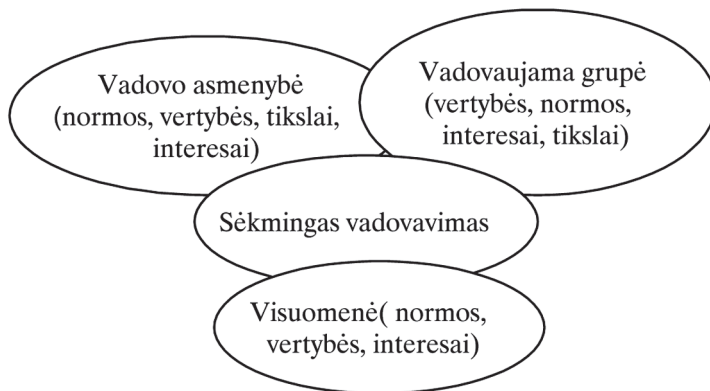 Vadovo asmenybė
(normos, vertybės, tikslai,
interesai)
Vadovaujama grupė
(vertybės, normos,
interesai, tikslai)
Sėkmingas vadovavimas
Visuomenė( normos,
vertybės, interesai)